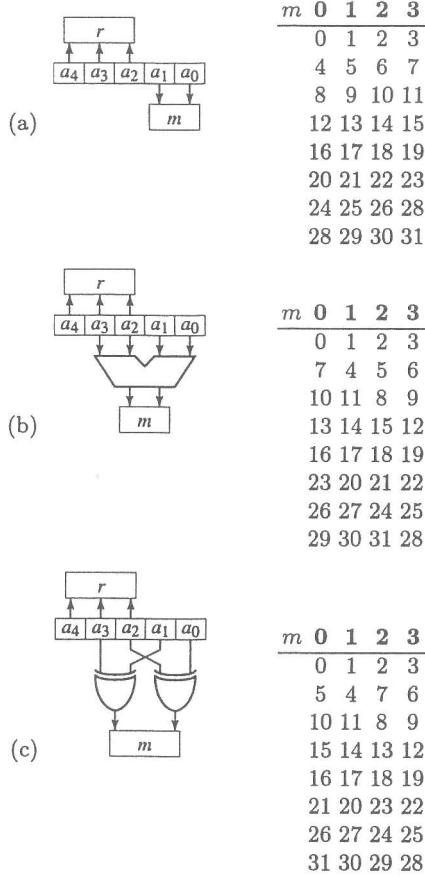 r
a4 a3 a2 a1 a0
m
(a)
m 0 1 2 3
0 1 2 3
4 5 6 7
8 9 10 11
12 13 14 15
16 17 18 19
20 21 22 23
24 25 26 28
28 29 30 31
r
a4 a3 a2 a1 a0
m
(b)
m 0 1 2 3
0 1 2 3
7 4 5 6
10 11 8 9
13 14 15 12
16 17 18 19
23 20 21 22
26 27 24 25
29 30 31 28
r
a4 a3 a2 a1 a0
m
(c)
m 0 1 2 3
0 1 2 3
5 4 7 6
10 11 8 9
15 14 13 12
16 17 18 19
21 20 23 22
26 27 24 25
31 30 29 28